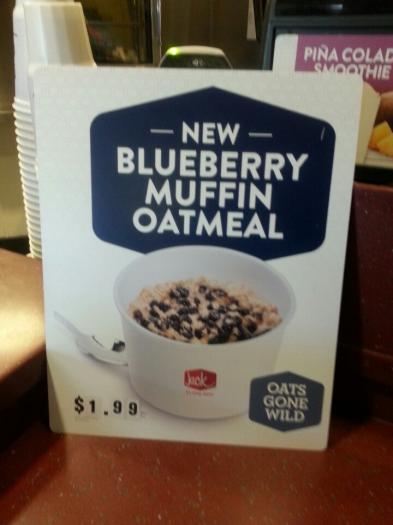 PIÑA COLAD
SMOOTHIE
NEW
BLUEBERRY
MUFFIN
OATMEAL
Jack
$1.99
OATS
GONE
WILD